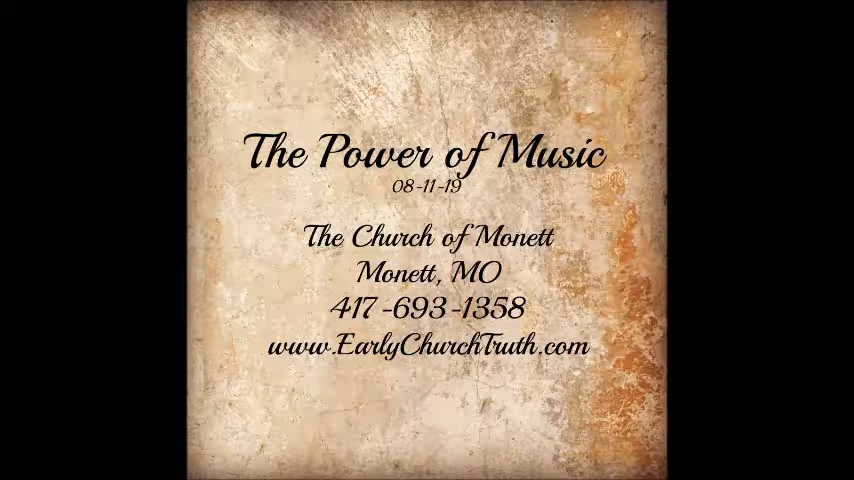 The Power of Music
08-11-19
The Church of Monett
Monett, MO
417-693-1358
www.EarlyChurchTruth.com